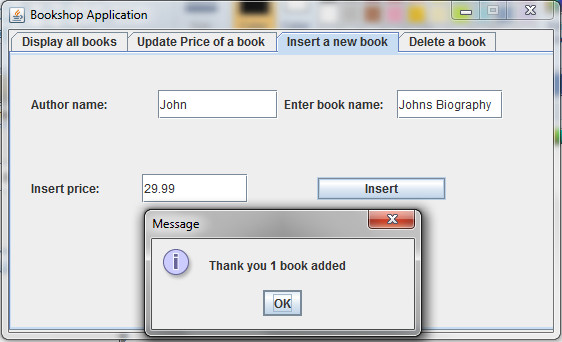 Bookshop Application
Display all books Update Price of a book Insert a new book Delete a book
Author name: John Enter book name: Johns Biography
Insert price: 29.99 Insert
Message
Thank you 1 book added
OK